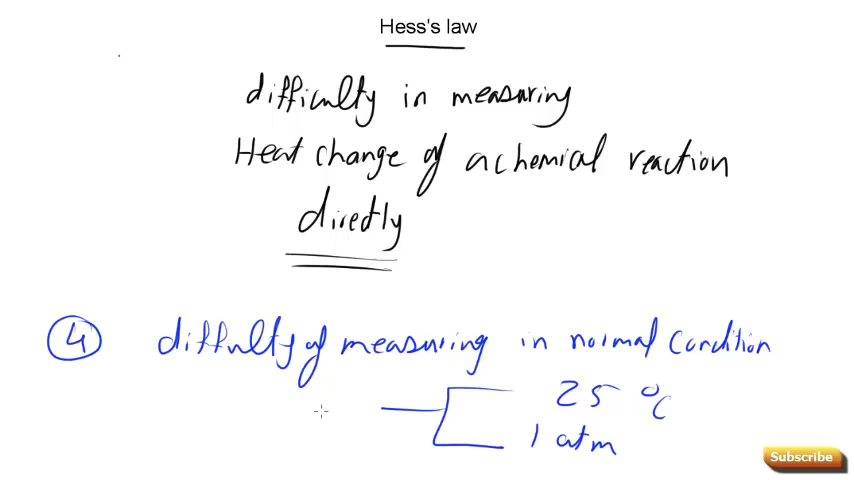 Hess's law
difficulty in measuring
Heat change of a chemical reaction
directly
4 diffulty of measuring in normal condition
25 °C
1 atm
Subscribe